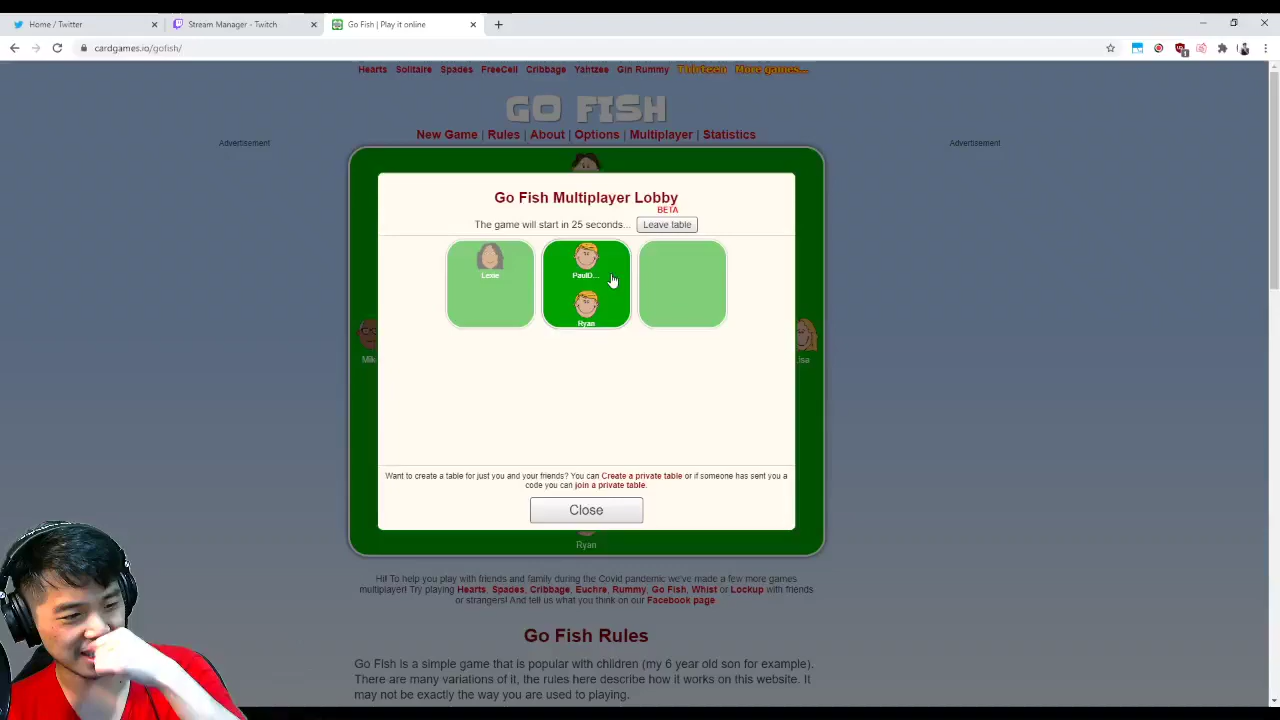 Home / Twitter
Stream Manager - Twitch
Go Fish | Play it online
cardgames.io/gofish/
Hearts Solitaire Spades FreeCell Cribbage Yahtzee Gin Rummy Thirteen More games...
GO FISH
New Game | Rules | About | Options | Multiplayer | Statistics
Advertisement
Advertisement
Go Fish Multiplayer Lobby
BETA
The game will start in 25 seconds... Leave table
Lexie
PaulD...
Ryan
Mik
isa
Want to create a table for just you and your friends? You can Create a private table or if someone has sent you a
code you can join a private table.
Close
Ryan
Hi! To help you play with friends and family during the Covid pandemic we've made a few more games
multiplayer! Try playing Hearts, Spades, Cribbage, Euchre, Rummy, Go Fish, Whist or Lockup with friends
or strangers! And tell us what you think on our Facebook page
Go Fish Rules
Go Fish is a simple game that is popular with children (my 6 year old son for example).
There are many variations of it, the rules here describe how it works on this website. It
may not be exactly the way you are used to playing.